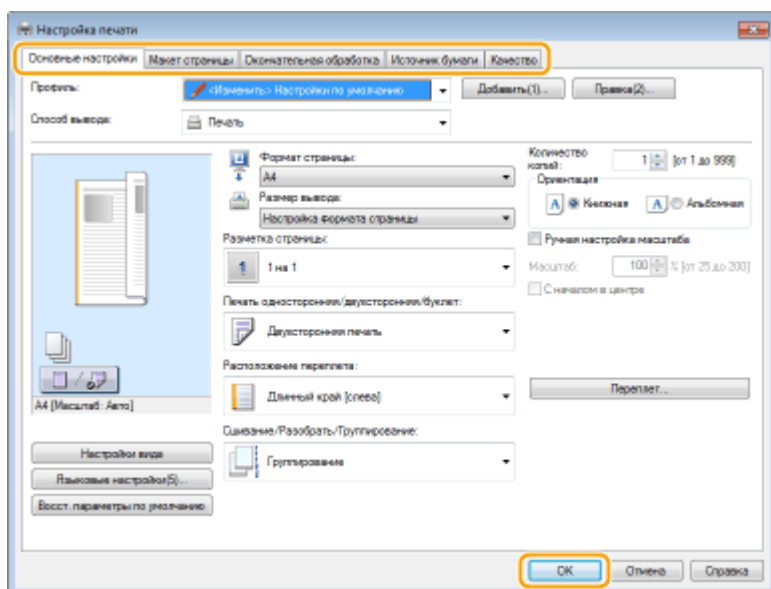 Настройка печати
Основные настройки Макет страницы Окончательная обработка Источник бумаги Качество
Профиль: <Изменить> Настройки по умолчанию Добавить(1)... Правка(2)...
Способ вывода: Печать
Формат страницы:
A4
Размер вывода:
Настройка формата страницы
Разметка страницы:
1 1 на 1
Печать односторонняя/двухсторонняя/буклет:
Двухсторонняя печать
Расположение переплета:
Длинный край [слева]
Сшивание/Разобрать/Группирование:
Группирование
Количество копий: 1 [от 1 до 999]
Ориентация
A Книжная A Альбомная
Ручная настройка масштаба
Масштаб: 100 % [от 25 до 200]
С началом в центре
Переплет...
A4 [Масштаб: Авто]
Настройки вида
Языковые настройки(5)...
Восст. параметры по умолчанию
OK Отмена Справка